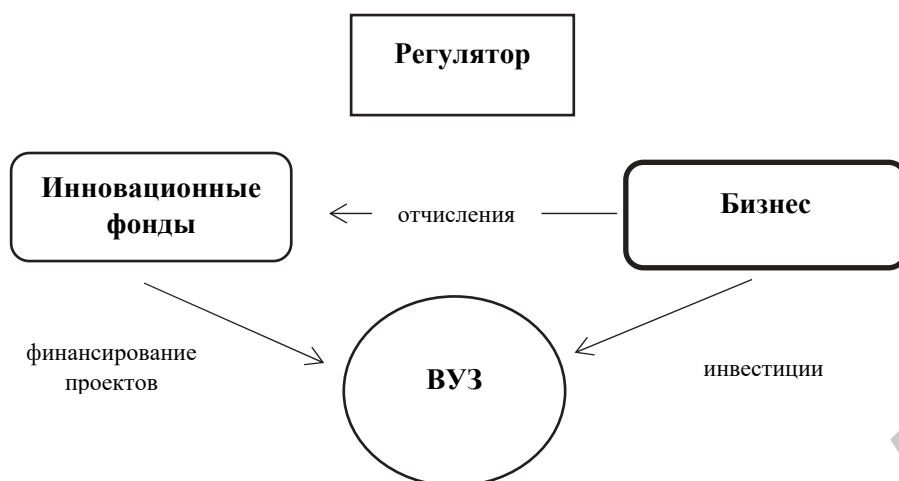 Регулятор
Инновационные
фонды
отчисления
Бизнес
финансирование
проектов
ВУЗ
инвестиции